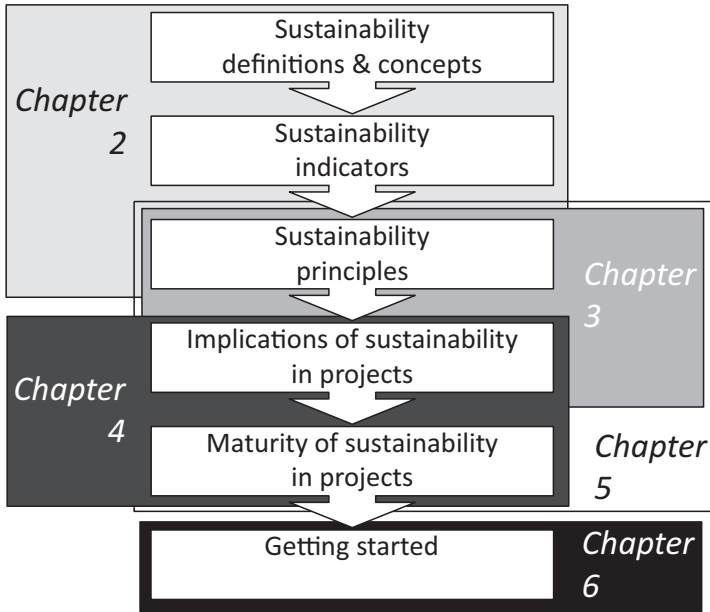 Sustainability
definitions & concepts
Chapter
2
Sustainability
indicators
Sustainability
principles
Chapter
3
Implications of sustainability
in projects
Chapter
4
Maturity of sustainability
in projects
Chapter
5
Getting started
Chapter
6